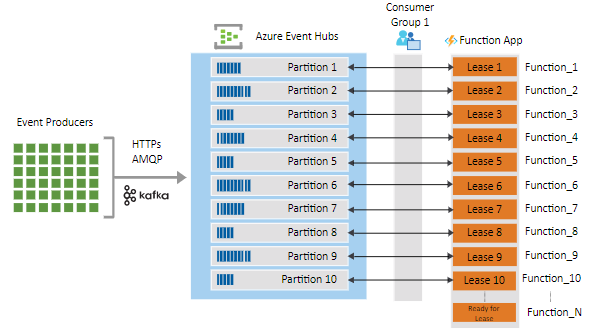 Consumer
Group 1
Azure Event Hubs
Function App
Partition 1
Lease 1
Function_1
Partition 2
Lease 2
Function_2
Partition 3
Lease 3
Function_3
Event Producers
Partition 4
Lease 4
Function_4
HTTPs
AMQP
Partition 5
Lease 5
Function_5
Partition 6
Lease 6
Function_6
kafka
Partition 7
Lease 7
Function_7
Partition 8
Lease 8
Function_8
Partition 9
Lease 9
Function_9
Partition 10
Lease 10
Function_10
Ready for
Lease
Function_N